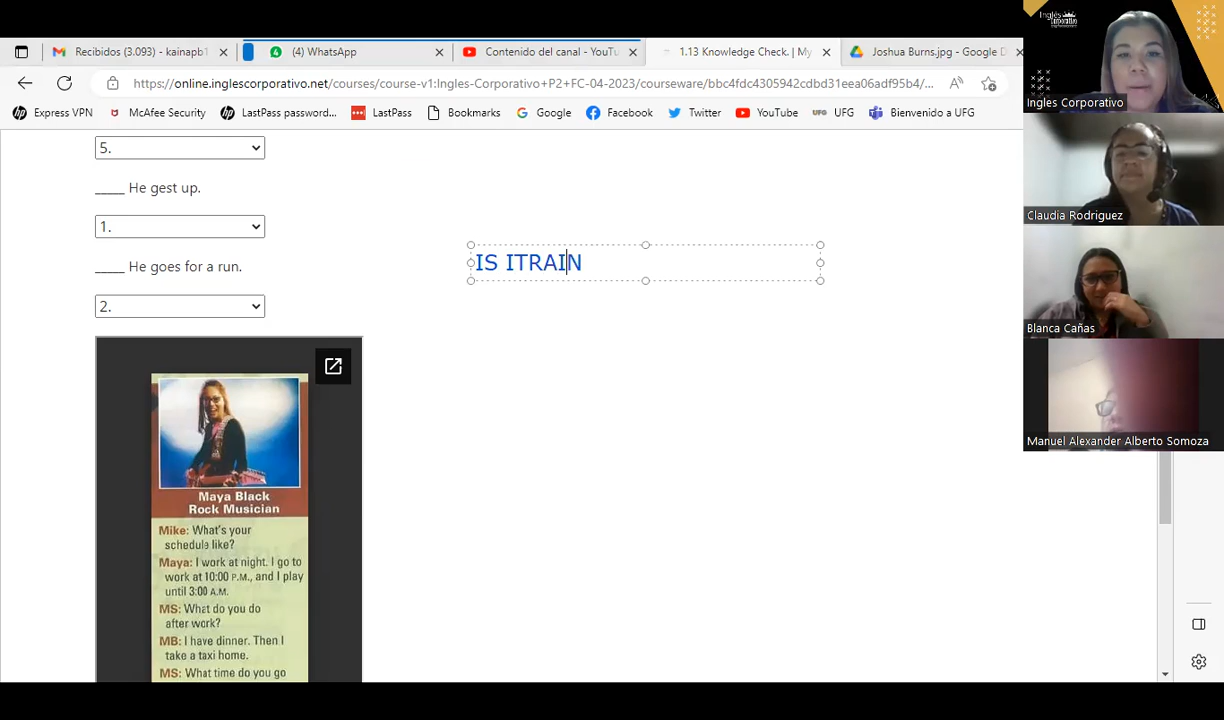 Recibidos (3.093) - kainapb1
(4) WhatsApp
Contenido del canal - YouTu
1.13 Knowledge Check. | My
Joshua Burns.jpg - Google D
https://online.inglescorporativo.net/courses/course-v1:Ingles-Corporativo+P2+FC-04-2023/courseware/bbc4fdc4305942cdbd31eea06adf95b4/...
Express VPN
McAfee Security
LastPass password...
LastPass
Bookmarks
Google
Facebook
Twitter
YouTube
UFG
Bienvenido a UFG
5.
_____ He gest up.
1.
_____ He goes for a run.
2.
IS ITRAIN
Maya Black
Rock Musician
Mike: What's your
schedule like?
Maya: I work at night. I go to
work at 10:00 P.M., and I play
until 3:00 A.M.
MS: What do you do
after work?
MB: I have dinner. Then I
take a taxi home.
MS: What time do you go
Inglés
Corporativo
Ingles Corporativo
Claudia Rodriguez
Blanca Cañas
Manuel Alexander Alberto Somoza